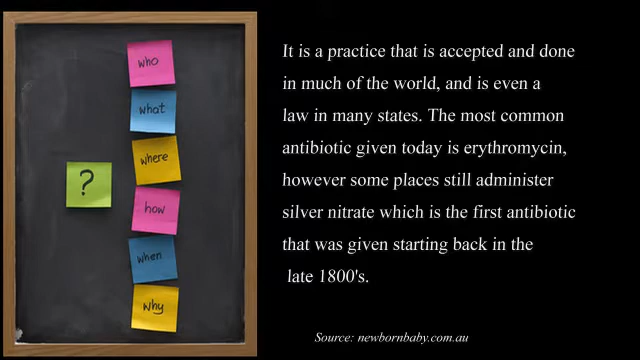 who
what
where
?
how
when
why
It is a practice that is accepted and done
in much of the world, and is even a
law in many states. The most common
antibiotic given today is erythromycin,
however some places still administer
silver nitrate which is the first antibiotic
that was given starting back in the
late 1800's.
Source: newbornbaby.com.au